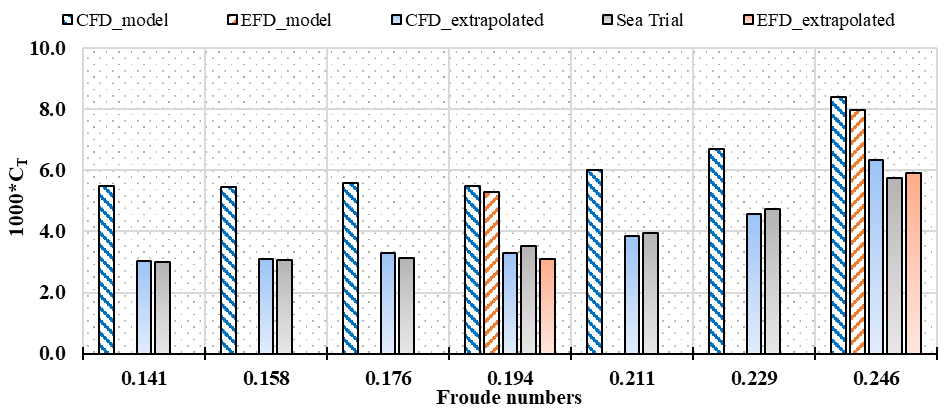 CFD_model EFD_model CFD_extrapolated Sea Trial EFD_extrapolated
10.0
8.0
6.0
4.0
2.0
0.0
1000*C_T
0.141 0.158 0.176 0.194 0.211 0.229 0.246
Froude numbers